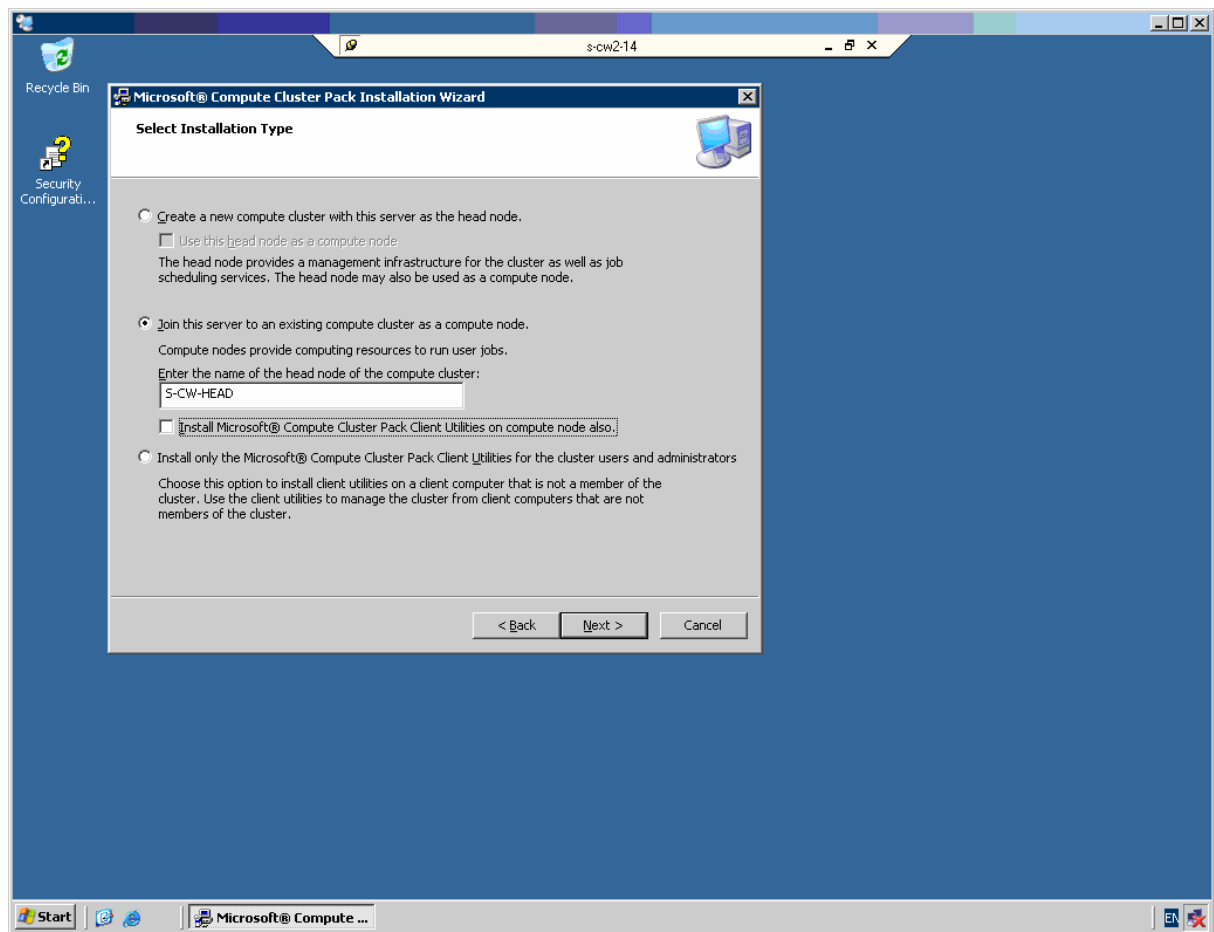 s-cw2-14
Recycle Bin
Security
Configurati...
Microsoft® Compute Cluster Pack Installation Wizard
Select Installation Type
Create a new compute cluster with this server as the head node.
Use this head node as a compute node
The head node provides a management infrastructure for the cluster as well as job
scheduling services. The head node may also be used as a compute node.
Join this server to an existing compute cluster as a compute node.
Compute nodes provide computing resources to run user jobs.
Enter the name of the head node of the compute cluster:
S-CW-HEAD
Install Microsoft® Compute Cluster Pack Client Utilities on compute node also.
Install only the Microsoft® Compute Cluster Pack Client Utilities for the cluster users and administrators
Choose this option to install client utilities on a client computer that is not a member of the
cluster. Use the client utilities to manage the cluster from client computers that are not
members of the cluster.
< Back Next > Cancel
Start Microsoft® Compute ... EN